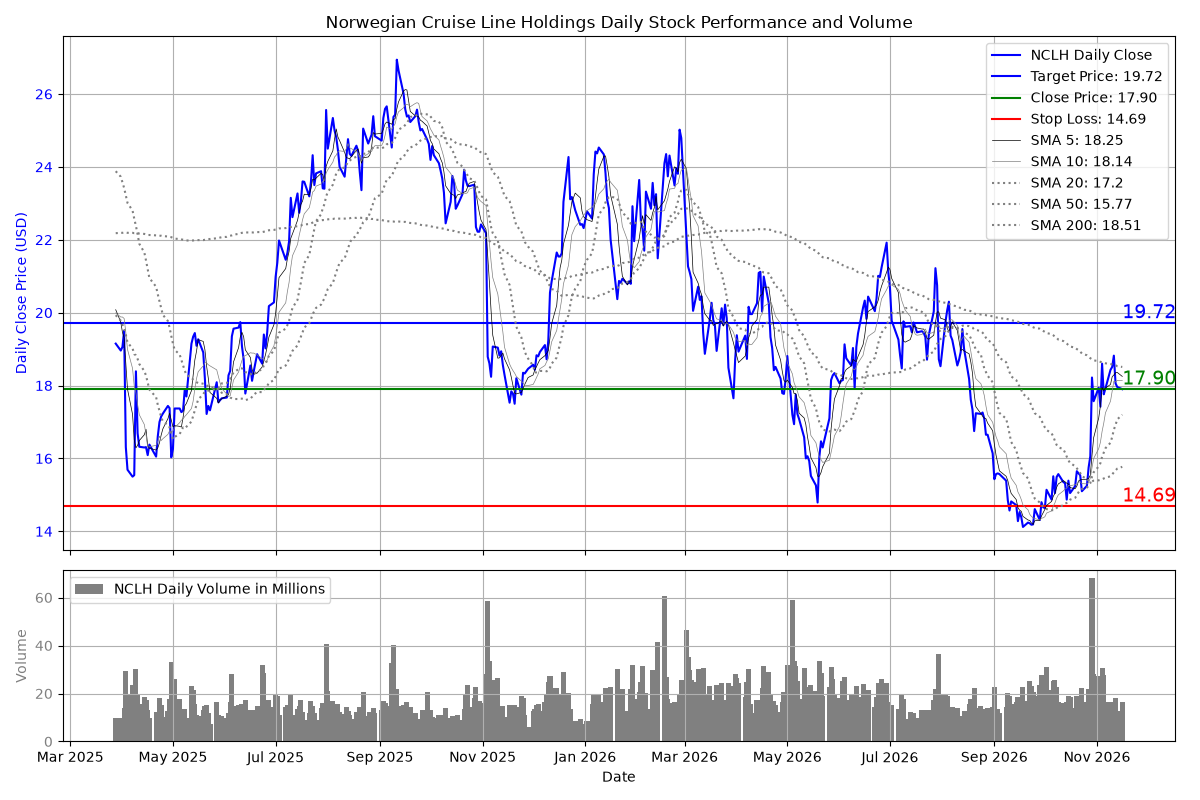 Norwegian Cruise Line Holdings Daily Stock Performance and Volume
Daily Close Price (USD)
26
24
22
20
18
16
14
NCLH Daily Close
Target Price: 19.72
Close Price: 17.90
Stop Loss: 14.69
SMA 5: 18.25
SMA 10: 18.14
SMA 20: 17.2
SMA 50: 15.77
SMA 200: 18.51
19.72
17.90
14.69
Volume
60
40
20
0
NCLH Daily Volume in Millions
Mar 2025 May 2025 Jul 2025 Sep 2025 Nov 2025 Jan 2026 Mar 2026 May 2026 Jul 2026 Sep 2026 Nov 2026
Date